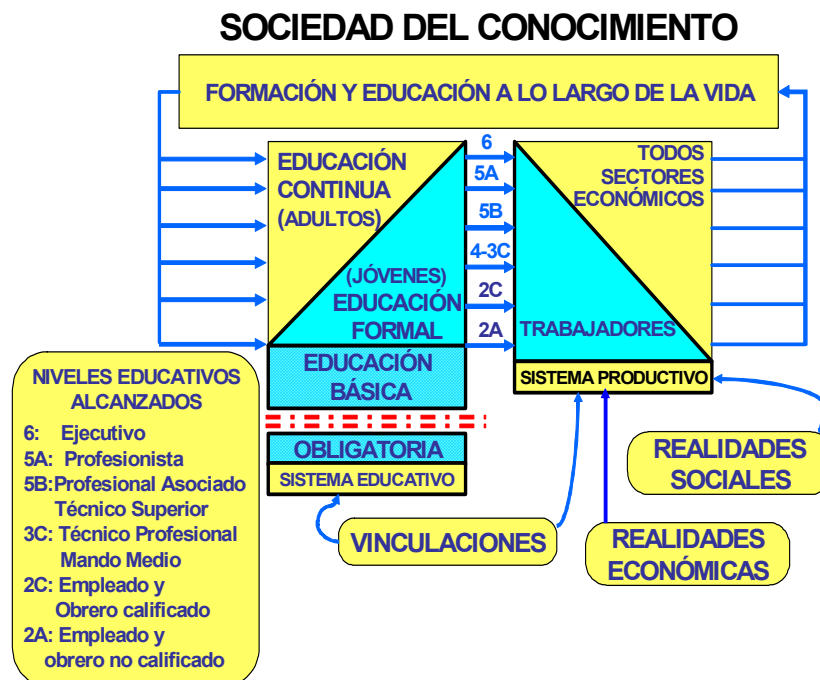 SOCIEDAD DEL CONOCIMIENTO
FORMACIÓN Y EDUCACIÓN A LO LARGO DE LA VIDA
EDUCACIÓN
CONTINUA
(ADULTOS)
(JÓVENES)
EDUCACIÓN
FORMAL
EDUCACIÓN
BÁSICA
OBLIGATORIA
SISTEMA EDUCATIVO
6
5A
5B
4-3C
2C
2A
TODOS
SECTORES
ECONÓMICOS
TRABAJADORES
SISTEMA PRODUCTIVO
NIVELES EDUCATIVOS
ALCANZADOS
6: Ejecutivo
5A: Profesionista
5B:Profesional Asociado
Técnico Superior
3C: Técnico Profesional
Mando Medio
2C: Empleado y
Obrero calificado
2A: Empleado y
obrero no calificado
VINCULACIONES
REALIDADES
SOCIALES
REALIDADES
ECONÓMICAS